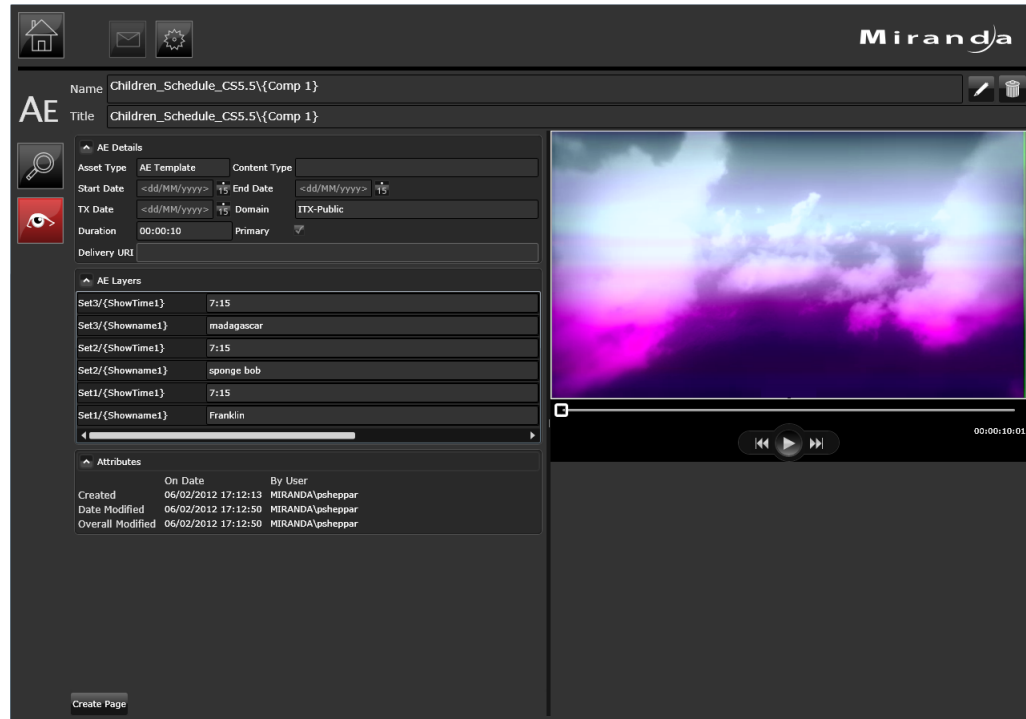 Miranda
AE
Name Children_Schedule_CS5.5\{Comp 1}
Title Children_Schedule_CS5.5\{Comp 1}
AE Details
Asset Type AE Template Content Type
Start Date <dd/MM/yyyy> 15 End Date <dd/MM/yyyy> 15
TX Date <dd/MM/yyyy> 15 Domain ITX-Public
Duration 00:00:10 Primary
Delivery URI
AE Layers
Set3/{ShowTime1} 7:15
Set3/{Showname1} madagascar
Set2/{ShowTime1} 7:15
Set2/{Showname1} sponge bob
Set1/{ShowTime1} 7:15
Set1/{Showname1} Franklin
00:00:10:01
Attributes
On Date By User
Created 06/02/2012 17:12:13 MIRANDA\psheppar
Date Modified 06/02/2012 17:12:50 MIRANDA\psheppar
Overall Modified 06/02/2012 17:12:50 MIRANDA\psheppar
Create Page